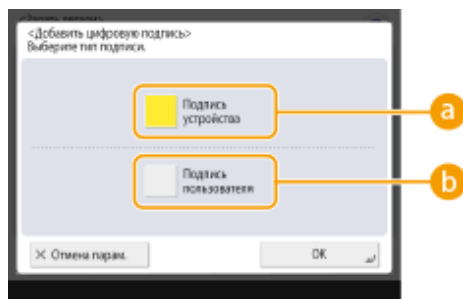 <Добавить цифровую подпись>
Выберите тип подписи.
Подпись
устройства
a
Подпись
пользователя
b
× Отмена парам.
OK